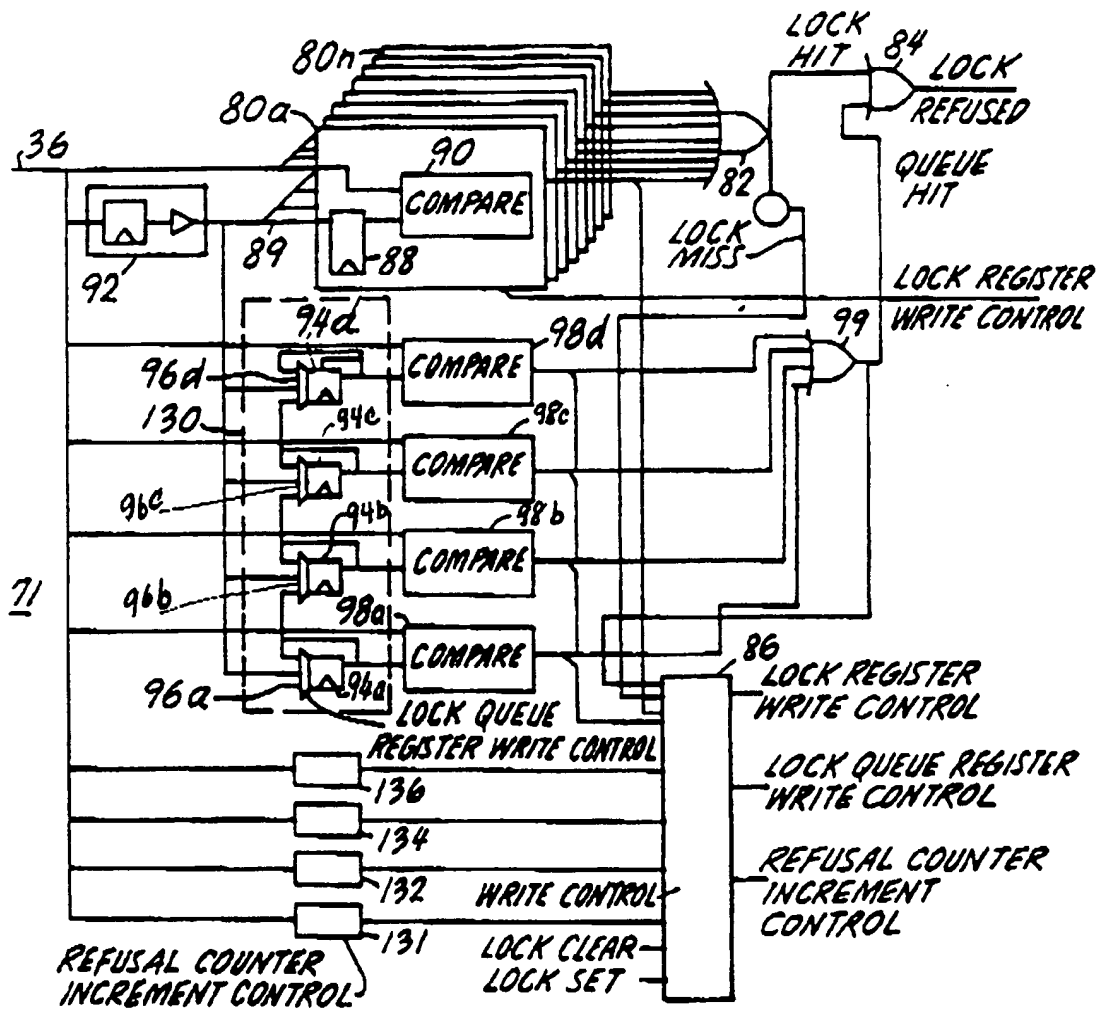 LOCK
HIT
84
LOCK
REFUSED
80n
80a
36
90
COMPARE
82
QUEUE
HIT
LOCK
MISS
92
89
88
LOCK REGISTER
WRITE CONTROL
94d
98d
COMPARE
99
96d
130
94c
98c
COMPARE
96c
94b
98b
COMPARE
96b
71
98a
COMPARE
86
96a
94a
LOCK QUEUE
REGISTER WRITE CONTROL
LOCK REGISTER
WRITE CONTROL
136
LOCK QUEUE REGISTER
WRITE CONTROL
134
132
WRITE CONTROL
REFUSAL COUNTER
INCREMENT
CONTROL
131
REFUSAL COUNTER
INCREMENT CONTROL
LOCK CLEAR
LOCK SET